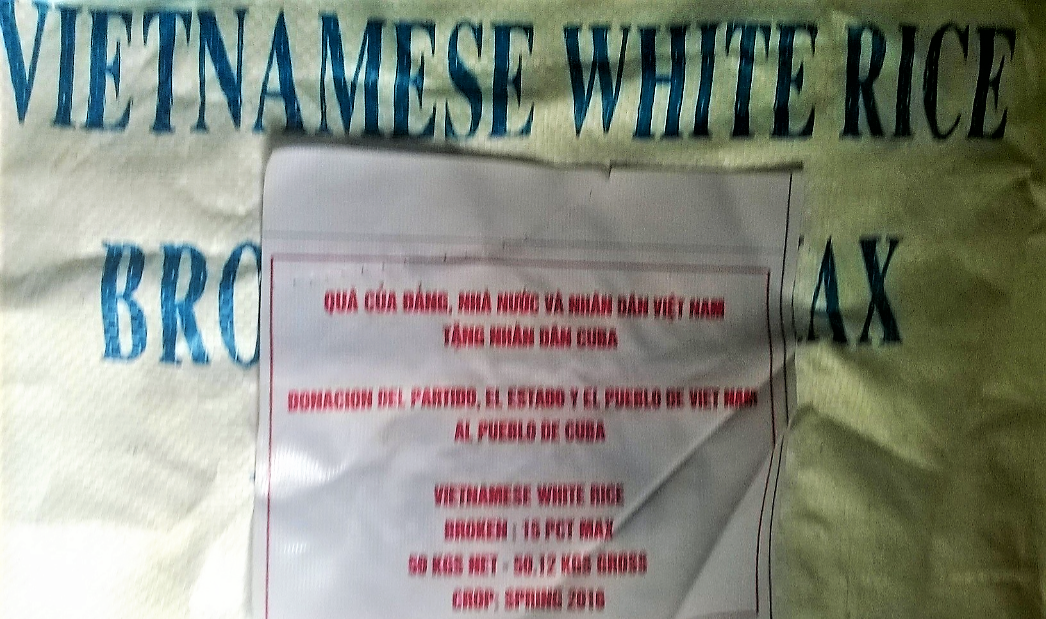 VIETNAMESE WHITE RICE
BRO AX
QUÀ CỦA ĐẢNG, NHÀ NƯỚC VÀ NHÂN DÂN VIỆT NAM
TẶNG NHÂN DÂN CUBA
DONACION DEL PARTIDO, EL ESTADO Y EL PUEBLO DE VIET NAM
AL PUEBLO DE CUBA
VIETNAMESE WHITE RICE
BROKEN ; 15 PCT MAX
50 KGS NET - 50.12 KGS GROSS
CROP: SPRING 2016